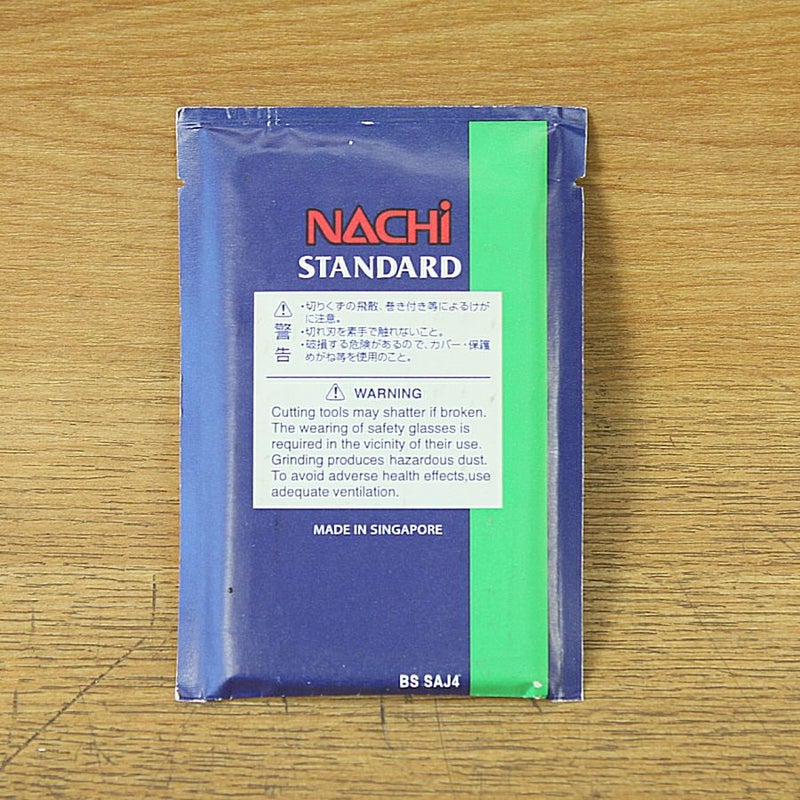 NACHi
STANDARD
⚠ ・切りくずの飛散、巻き付き等によるけが
に注意。
警告
・切れ刃を素手で触れないこと。
・破損する危険があるので、カバー・保護
めがね等を使用のこと。
⚠ WARNING
Cutting tools may shatter if broken.
The wearing of safety glasses is
required in the vicinity of their use.
Grinding produces hazardous dust.
To avoid adverse health effects,use
adequate ventilation.
MADE IN SINGAPORE
BS SAJ4